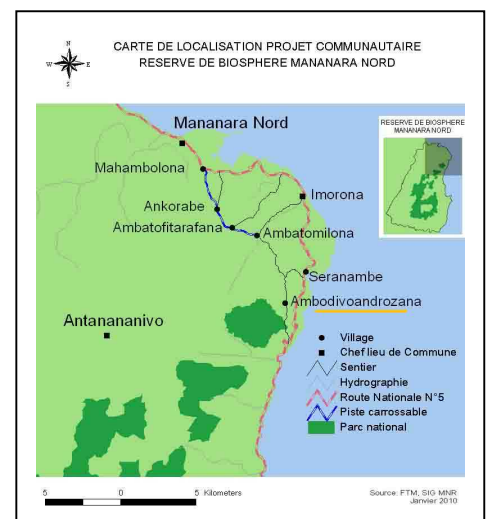 CARTE DE LOCALISATION PROJET COMMUNAUTAIRE
RESERVE DE BIOSPHERE MANANARA NORD
N
W E
S
RESERVE DE BIOSPHERE
MANANARA NORD
Mananara Nord
Mahambolona
Imorona
Ankorabe
Ambatofitarafana
Ambatomilona
Seranambe
Ambodivoandrozana
Antanananivo
Village
Chef lieu de Commune
Sentier
Hydrographie
Route Nationale N°5
Piste carrossable
Parc national
5 0 5 Kilometers
Source: FTM, SIG MNR
Janvier 2010